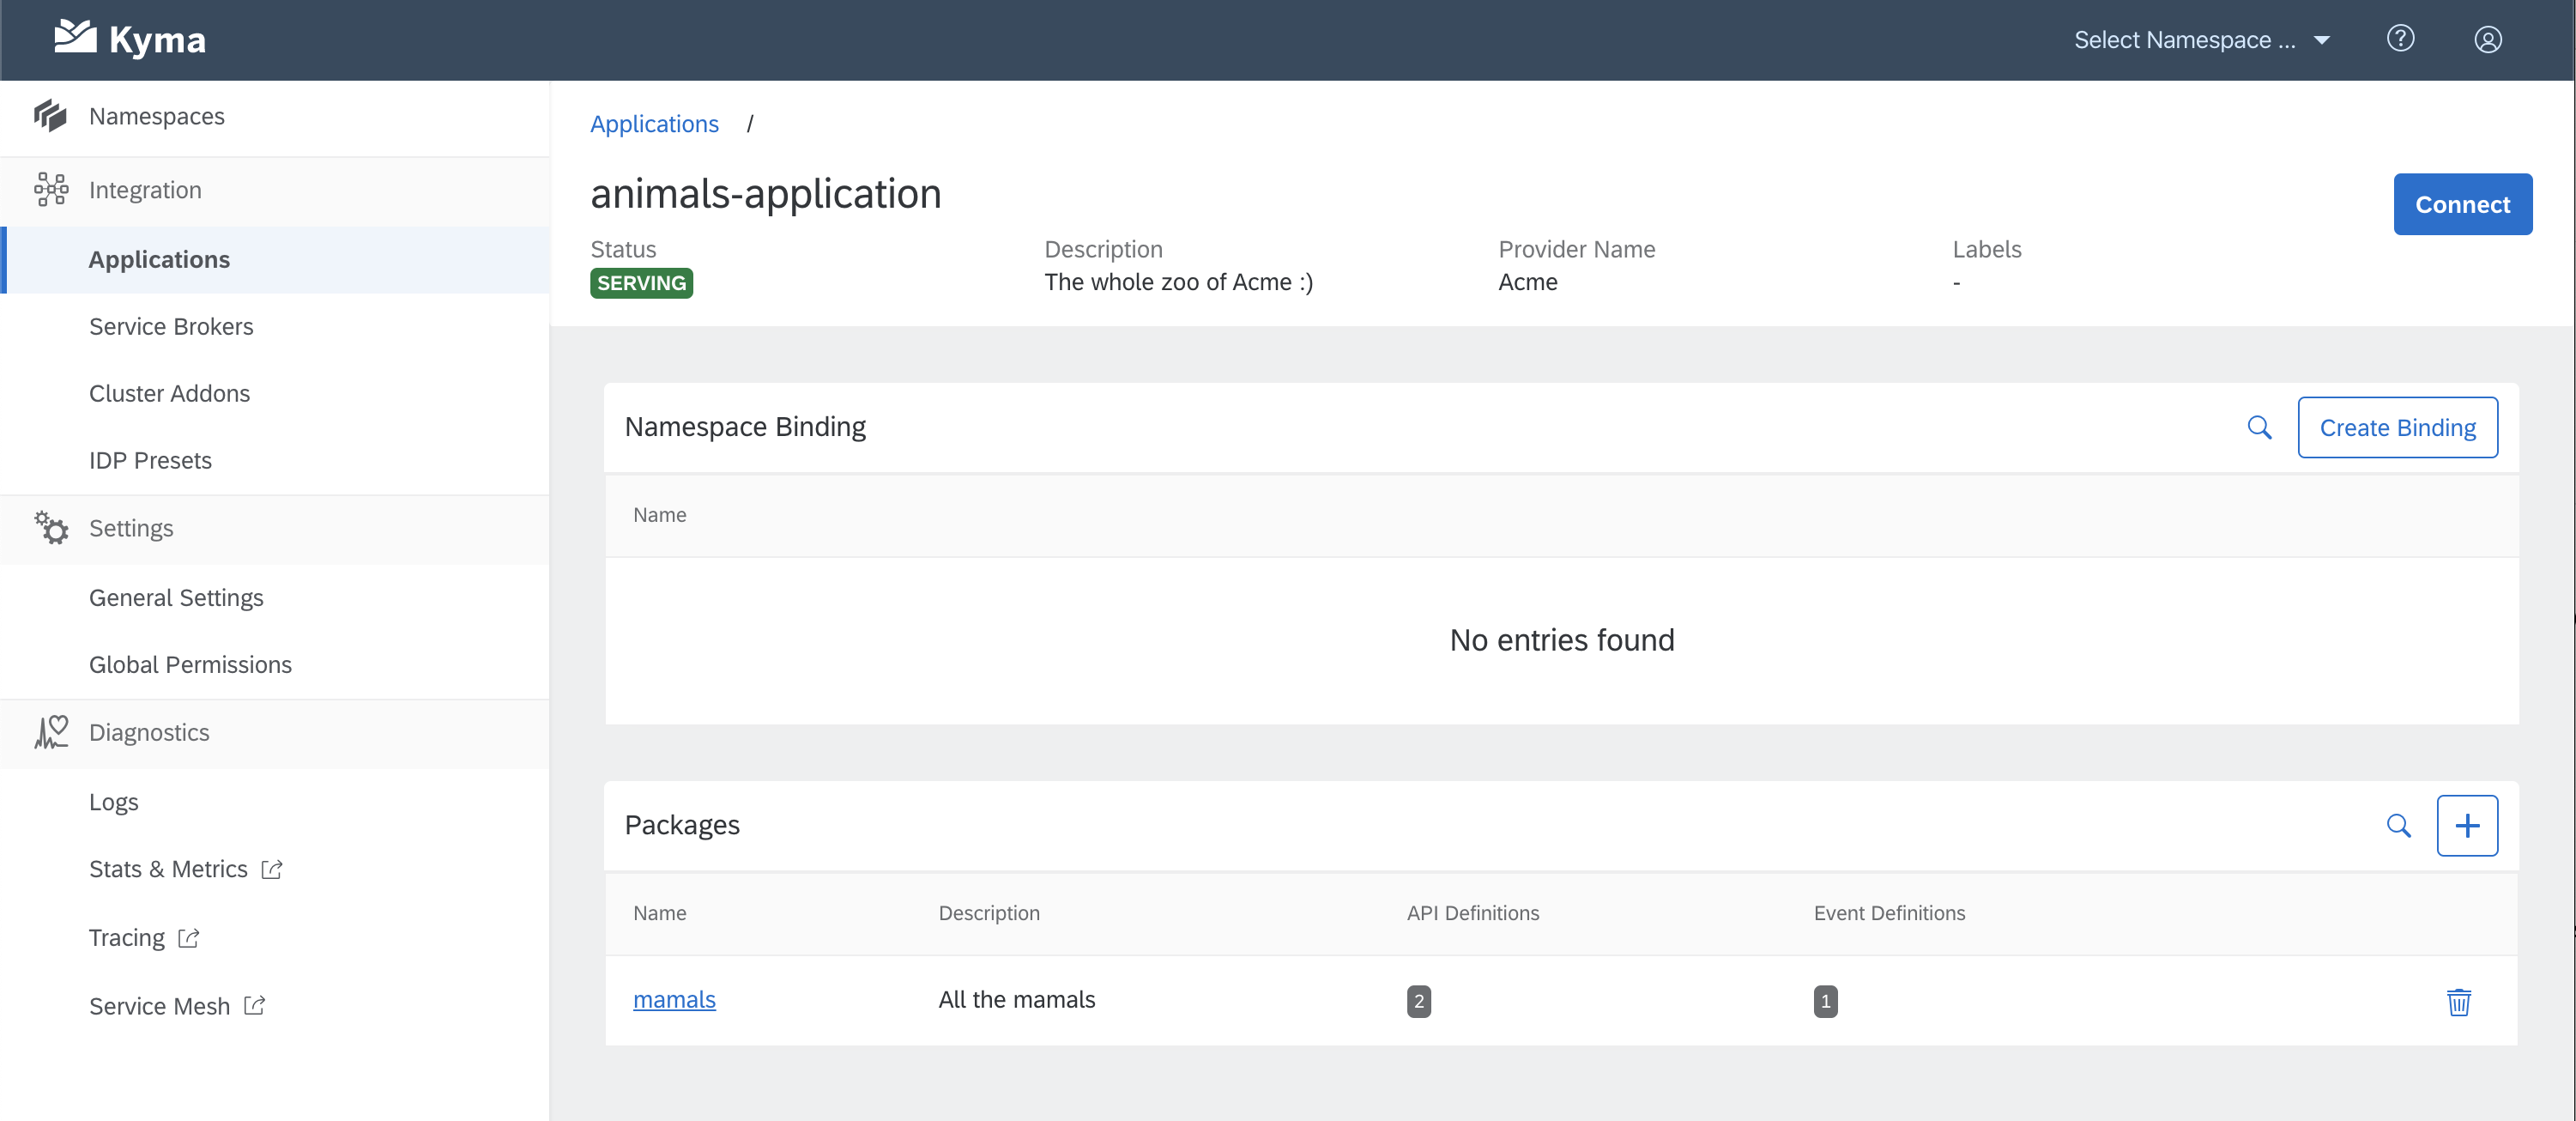 Kyma
Select Namespace ...
Namespaces
Integration
Applications
Service Brokers
Cluster Addons
IDP Presets
Settings
General Settings
Global Permissions
Diagnostics
Logs
Stats & Metrics
Tracing
Service Mesh
Applications /
animals-application
Connect
Status Description Provider Name Labels
SERVING The whole zoo of Acme :) Acme -
Namespace Binding
Create Binding
Name
No entries found
Packages
Name Description API Definitions Event Definitions
mamals All the mamals 2 1